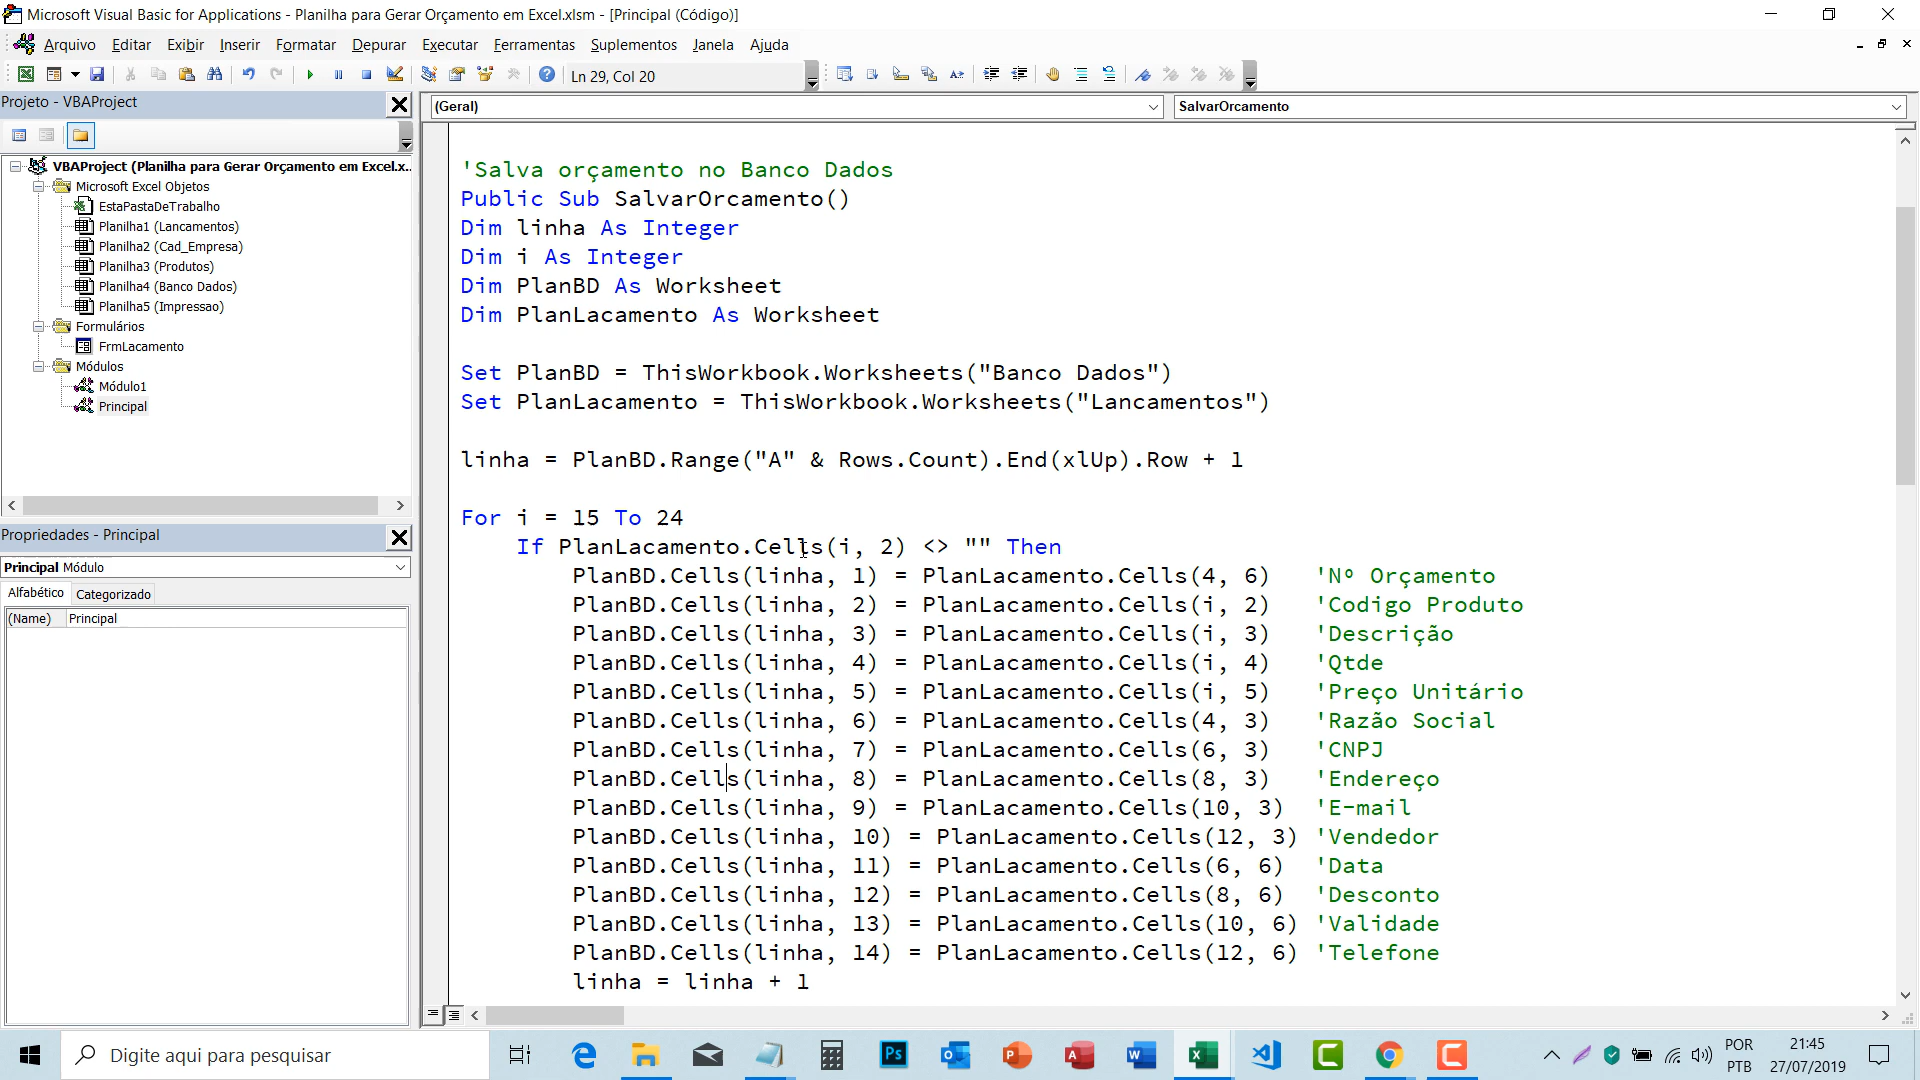 Microsoft Visual Basic for Applications - Planilha para Gerar Orçamento em Excel.xlsm - [Principal (Código)]
Arquivo Editar Exibir Inserir Formatar Depurar Executar Ferramentas Suplementos Janela Ajuda
Ln 29, Col 20
Projeto - VBAProject
VBAProject (Planilha para Gerar Orçamento em Excel.x...
Microsoft Excel Objetos
EstaPastaDeTrabalho
Planilha1 (Lancamentos)
Planilha2 (Cad_Empresa)
Planilha3 (Produtos)
Planilha4 (Banco Dados)
Planilha5 (Impressao)
Formulários
FrmLacamento
Módulos
Módulo1
Principal
Propriedades - Principal
Principal Módulo
Alfabético Categorizado
(Name) Principal
(Geral) SalvarOrcamento
'Salva orçamento no Banco Dados
Public Sub SalvarOrcamento()
Dim linha As Integer
Dim i As Integer
Dim PlanBD As Worksheet
Dim PlanLacamento As Worksheet
Set PlanBD = ThisWorkbook.Worksheets("Banco Dados")
Set PlanLacamento = ThisWorkbook.Worksheets("Lancamentos")
linha = PlanBD.Range("A" & Rows.Count).End(xlUp).Row + 1
For i = 15 To 24
If PlanLacamento.Cells(i, 2) <> "" Then
PlanBD.Cells(linha, 1) = PlanLacamento.Cells(4, 6) 'Nº Orçamento
PlanBD.Cells(linha, 2) = PlanLacamento.Cells(i, 2) 'Codigo Produto
PlanBD.Cells(linha, 3) = PlanLacamento.Cells(i, 3) 'Descrição
PlanBD.Cells(linha, 4) = PlanLacamento.Cells(i, 4) 'Qtde
PlanBD.Cells(linha, 5) = PlanLacamento.Cells(i, 5) 'Preço Unitário
PlanBD.Cells(linha, 6) = PlanLacamento.Cells(4, 3) 'Razão Social
PlanBD.Cells(linha, 7) = PlanLacamento.Cells(6, 3) 'CNPJ
PlanBD.Cells(linha, 8) = PlanLacamento.Cells(8, 3) 'Endereço
PlanBD.Cells(linha, 9) = PlanLacamento.Cells(10, 3) 'E-mail
PlanBD.Cells(linha, 10) = PlanLacamento.Cells(12, 3) 'Vendedor
PlanBD.Cells(linha, 11) = PlanLacamento.Cells(6, 6) 'Data
PlanBD.Cells(linha, 12) = PlanLacamento.Cells(8, 6) 'Desconto
PlanBD.Cells(linha, 13) = PlanLacamento.Cells(10, 6) 'Validade
PlanBD.Cells(linha, 14) = PlanLacamento.Cells(12, 6) 'Telefone
linha = linha + 1
Digite aqui para pesquisar
POR
PTB
21:45
27/07/2019